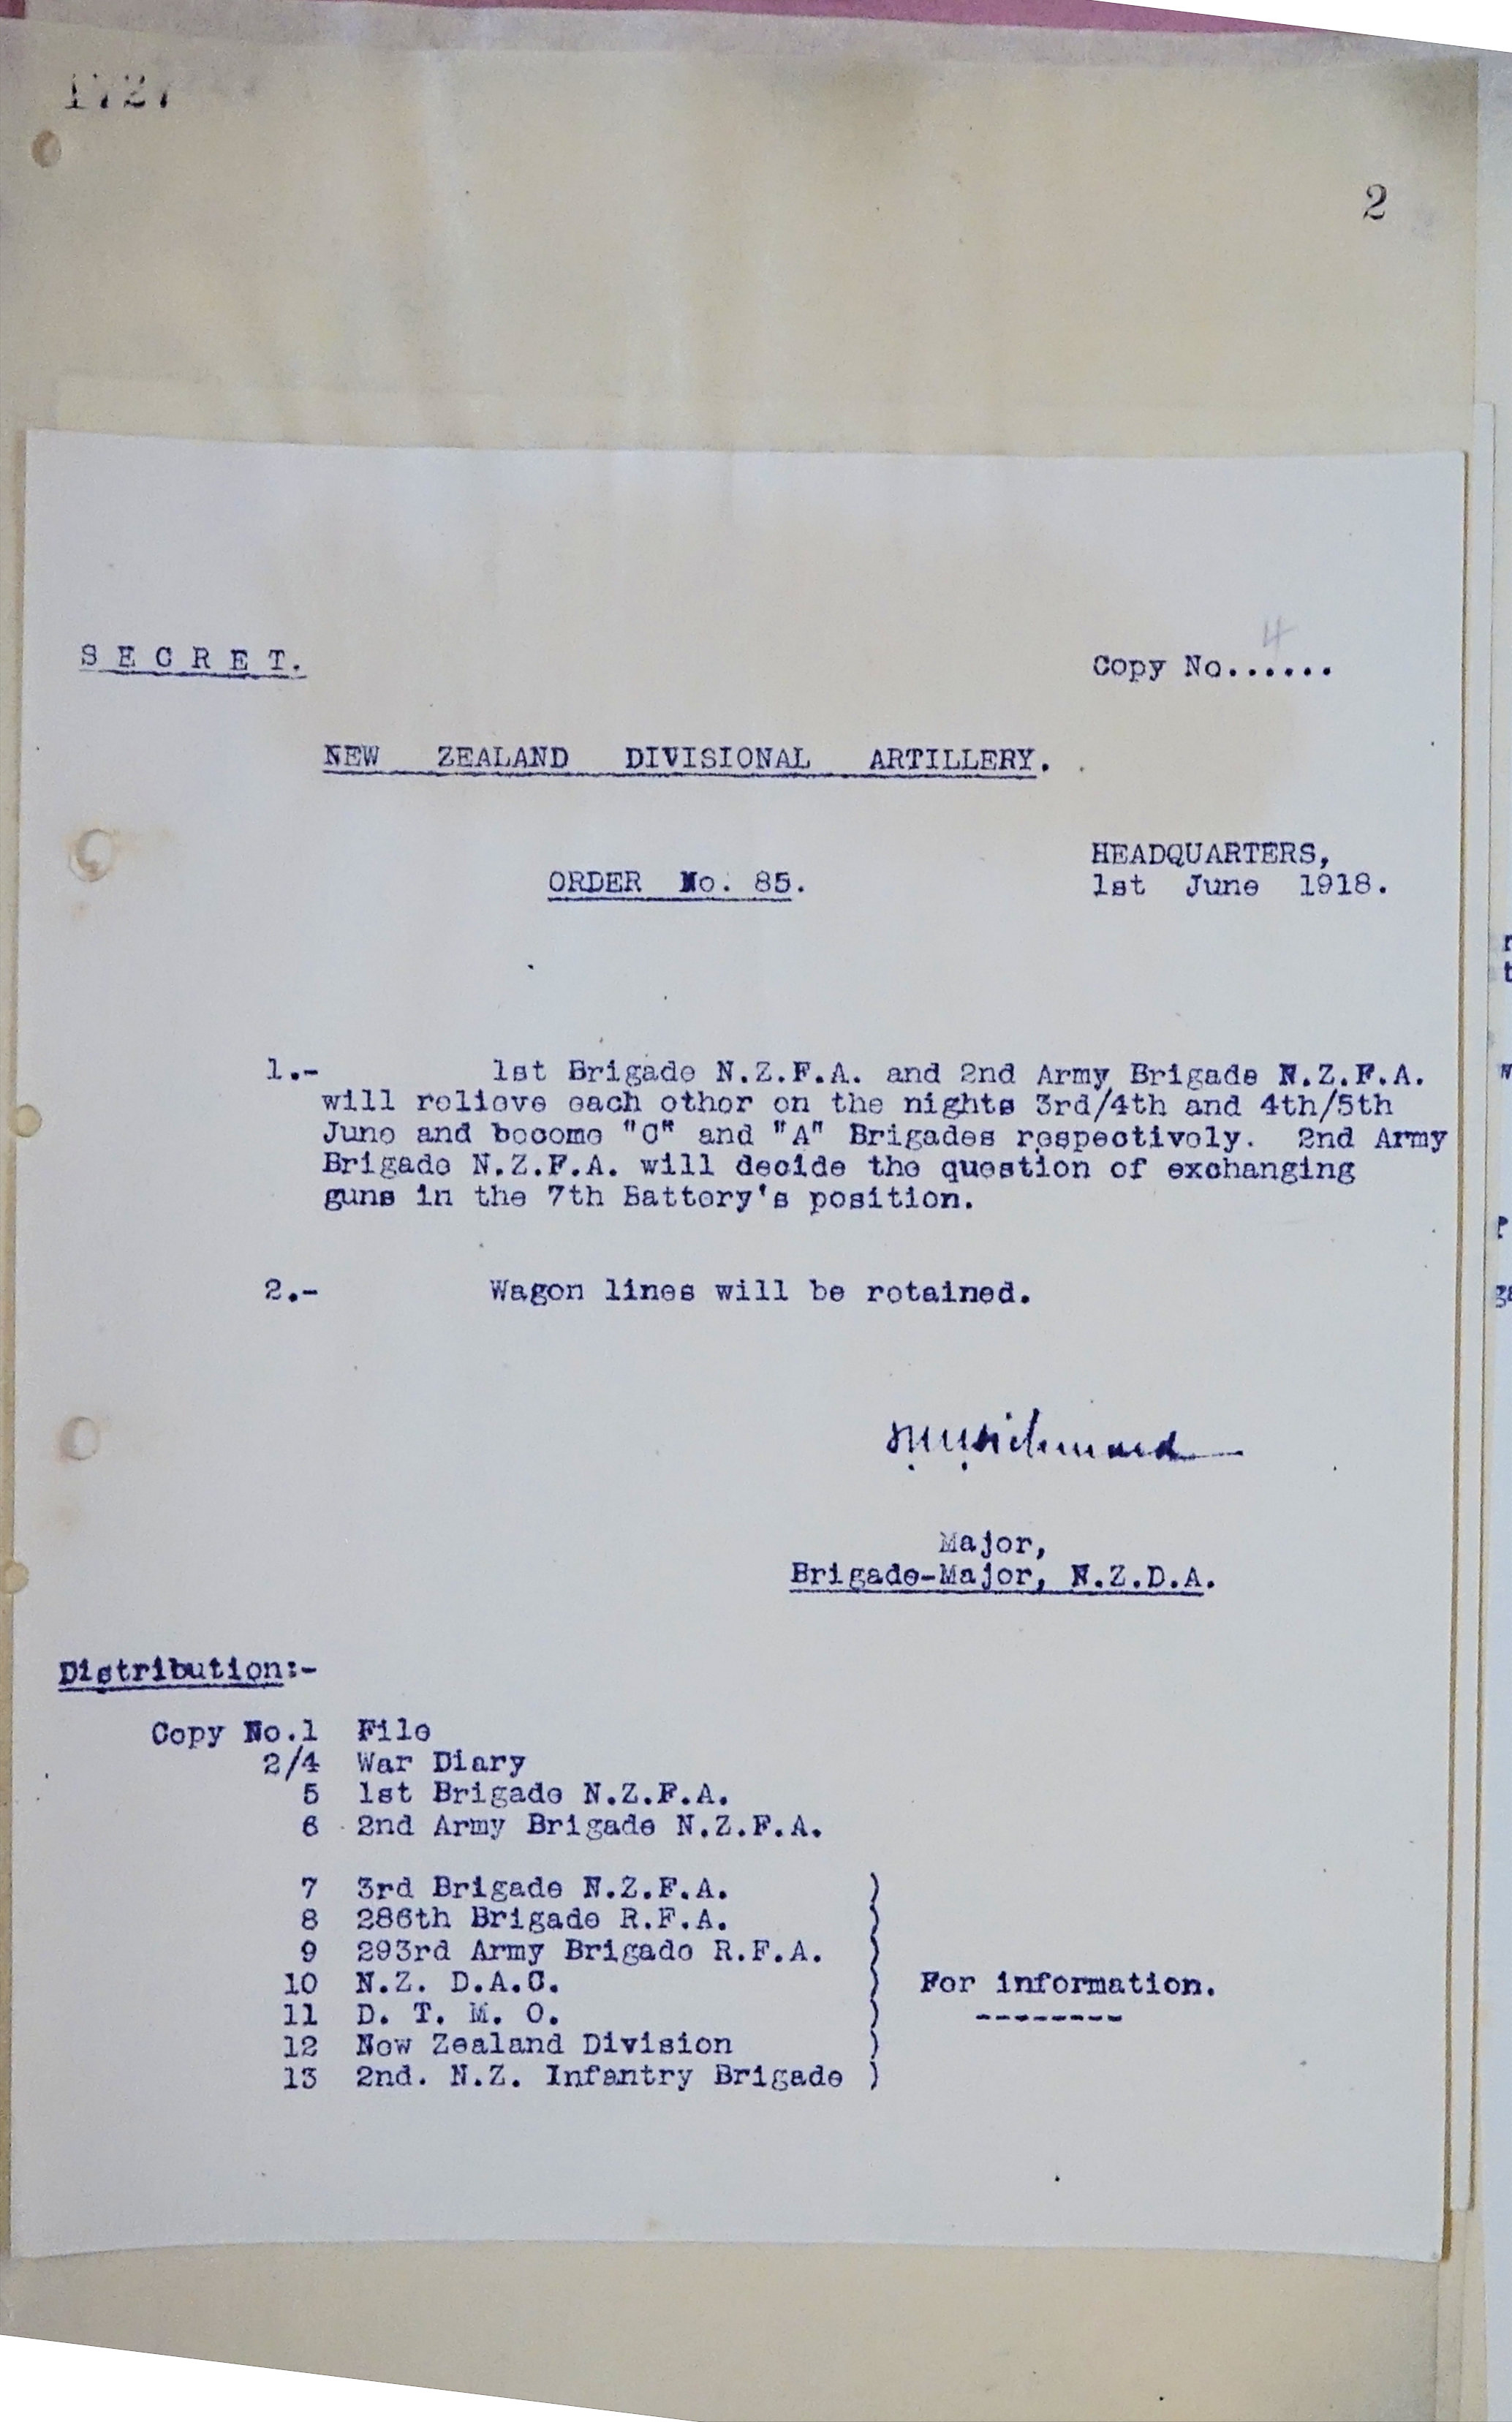 1727
2
4
S E C R E T.
Copy No......
NEW ZEALAND DIVISIONAL ARTILLERY.
HEADQUARTERS,
ORDER No. 85.
1st June 1918.
1.- 1st Brigade N.Z.F.A. and 2nd Army Brigade N.Z.F.A.
will relieve each other on the nights 3rd/4th and 4th/5th
June and become "C" and "A" Brigades respectively. 2nd Army
Brigade N.Z.F.A. will decide the question of exchanging
guns in the 7th Battery's position.
2.- Wagon lines will be retained.
Major,
Brigade-Major, N.Z.D.A.
Distribution:-
Copy No.1 File
2/4 War Diary
5 1st Brigade N.Z.F.A.
6 2nd Army Brigade N.Z.F.A.
7 3rd Brigade N.Z.F.A. )
8 286th Brigade R.F.A. )
9 293rd Army Brigade R.F.A. )
10 N.Z. D.A.C. ) For information.
11 D. T. M. O. ) --------
12 New Zealand Division )
13 2nd. N.Z. Infantry Brigade )